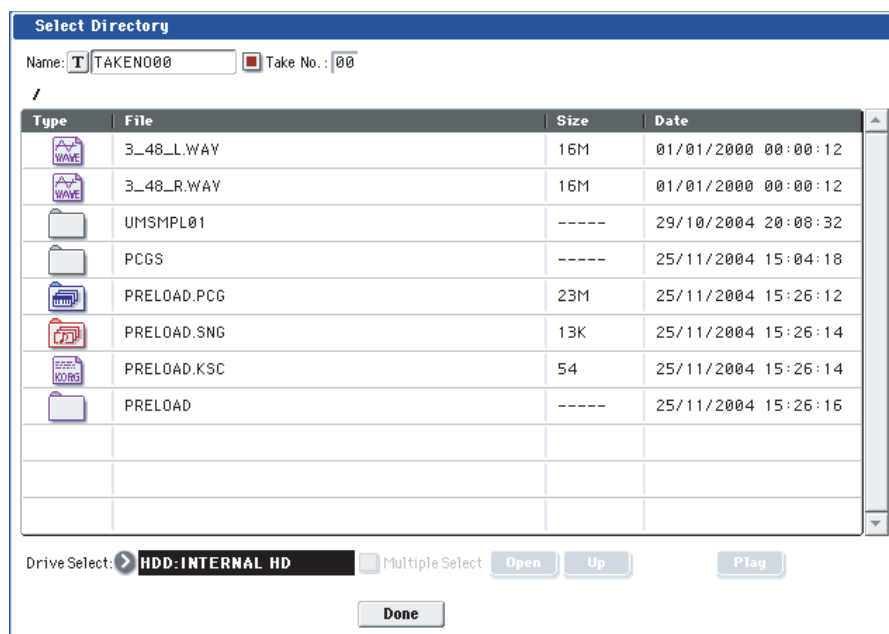 Select Directory
Name: T TAKENO00 Take No.: 00
/
Type File Size Date
WAVE 3_48_L.WAV 16M 01/01/2000 00:00:12
WAVE 3_48_R.WAV 16M 01/01/2000 00:00:12
UMSMPL01 ----- 29/10/2004 20:08:32
PCGS ----- 25/11/2004 15:04:18
PRELOAD.PCG 23M 25/11/2004 15:26:12
PRELOAD.SNG 13K 25/11/2004 15:26:14
KORG PRELOAD.KSC 54 25/11/2004 15:26:14
PRELOAD ----- 25/11/2004 15:26:16
Drive Select: HDD:INTERNAL HD Multiple Select Open Up Play
Done